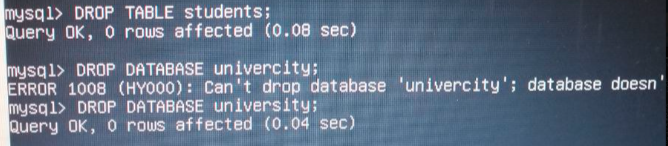 mysql> DROP TABLE students;
Query OK, 0 rows affected (0.08 sec)
mysql> DROP DATABASE univercity;
ERROR 1008 (HY000): Can't drop database 'univercity'; database doesn'
mysql> DROP DATABASE university;
Query OK, 0 rows affected (0.04 sec)